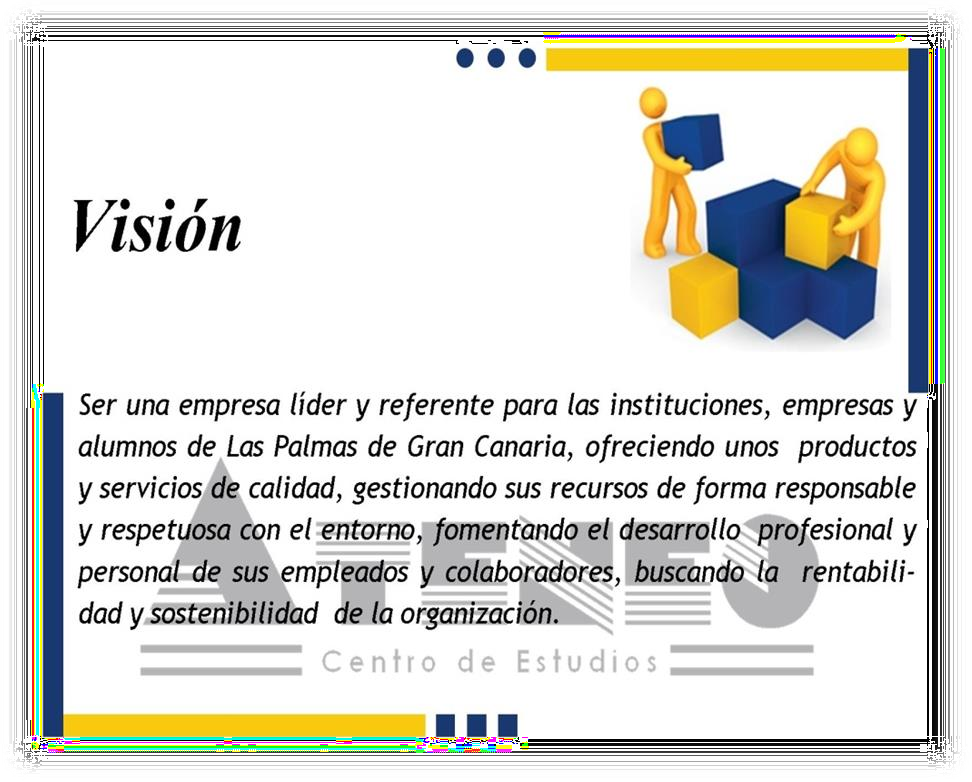 Visión
Ser una empresa líder y referente para las instituciones, empresas y
alumnos de Las Palmas de Gran Canaria, ofreciendo unos productos
y servicios de calidad, gestionando sus recursos de forma responsable
y respetuosa con el entorno, fomentando el desarrollo profesional y
personal de sus empleados y colaboradores, buscando la rentabili-
dad y sostenibilidad de la organización.
ATENEO
Centro de Estudios